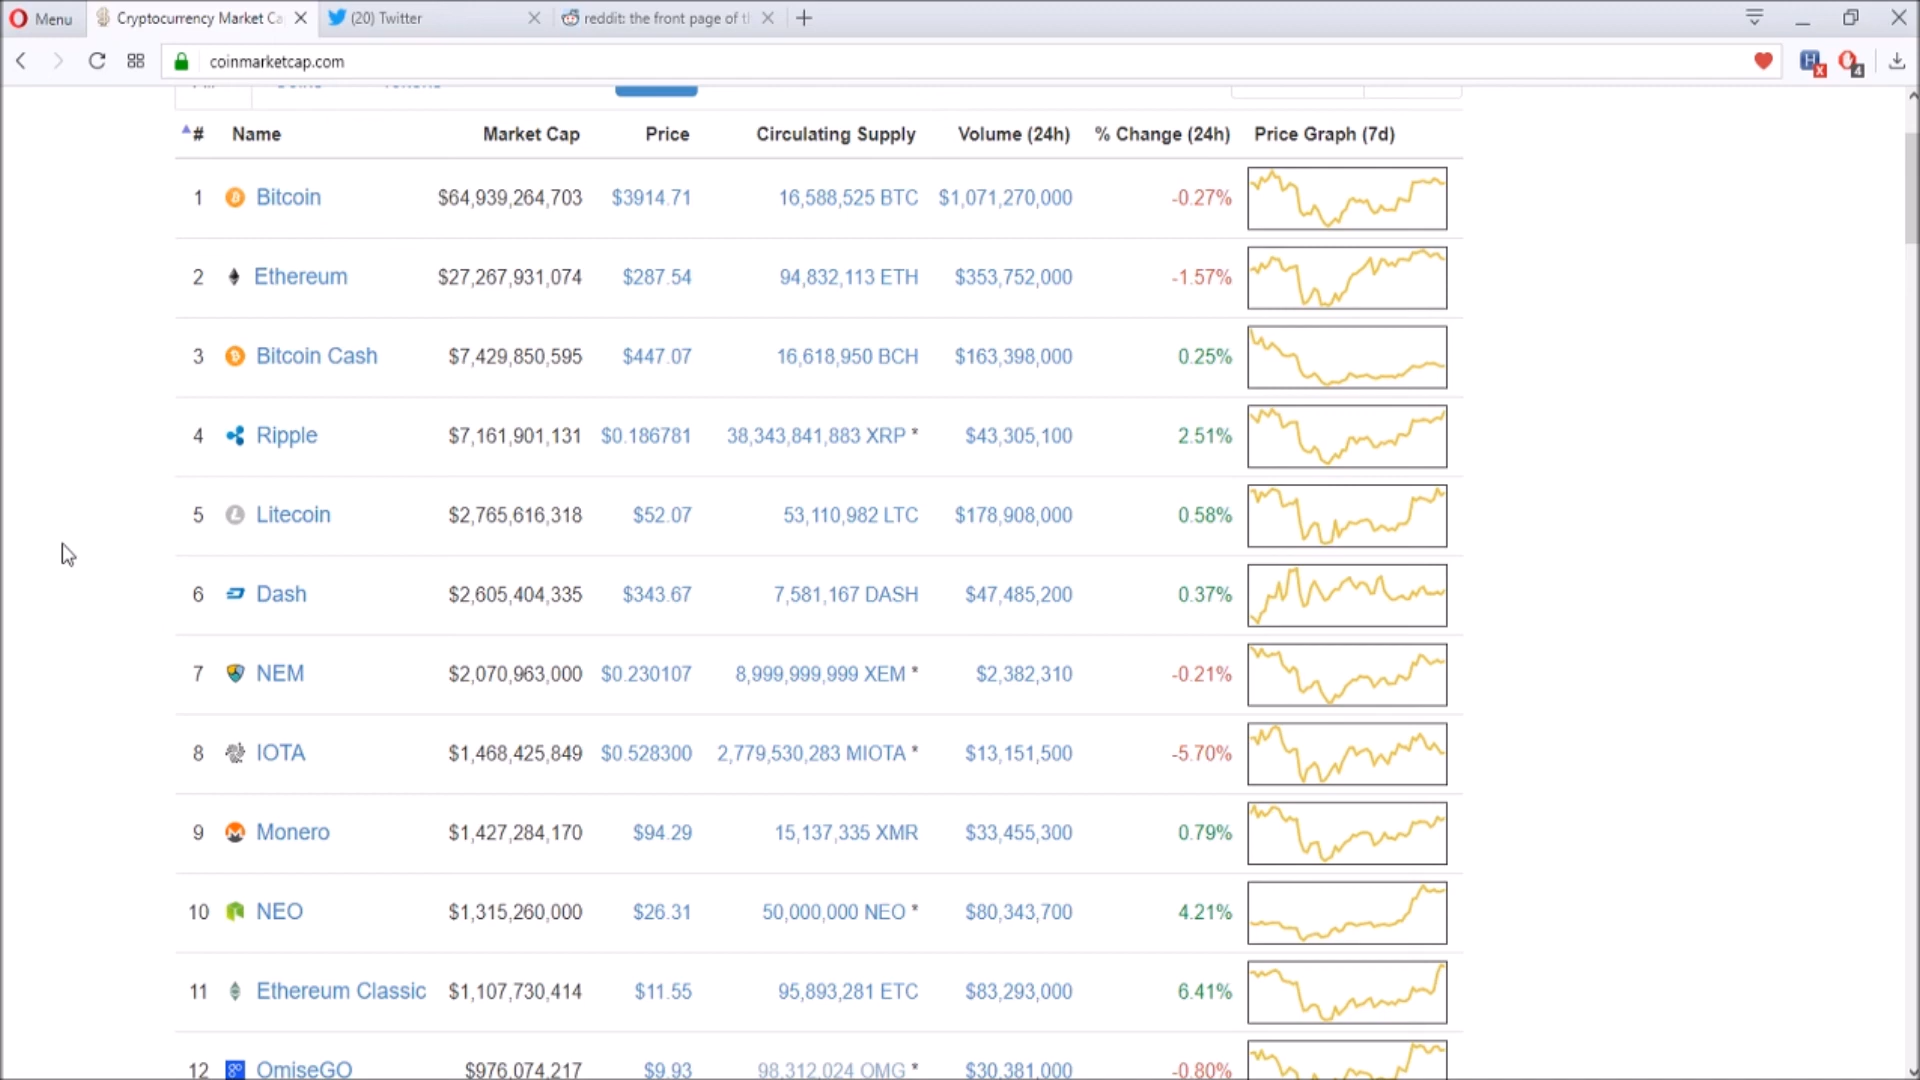 Menu Cryptocurrency Market Ca (20) Twitter reddit: the front page of t
coinmarketcap.com
# Name Market Cap Price Circulating Supply Volume (24h) % Change (24h) Price Graph (7d)
1 Bitcoin $64,939,264,703 $3914.71 16,588,525 BTC $1,071,270,000 -0.27%
2 Ethereum $27,267,931,074 $287.54 94,832,113 ETH $353,752,000 -1.57%
3 Bitcoin Cash $7,429,850,595 $447.07 16,618,950 BCH $163,398,000 0.25%
4 Ripple $7,161,901,131 $0.186781 38,343,841,883 XRP * $43,305,100 2.51%
5 Litecoin $2,765,616,318 $52.07 53,110,982 LTC $178,908,000 0.58%
6 Dash $2,605,404,335 $343.67 7,581,167 DASH $47,485,200 0.37%
7 NEM $2,070,963,000 $0.230107 8,999,999,999 XEM * $2,382,310 -0.21%
8 IOTA $1,468,425,849 $0.528300 2,779,530,283 MIOTA * $13,151,500 -5.70%
9 Monero $1,427,284,170 $94.29 15,137,335 XMR $33,455,300 0.79%
10 NEO $1,315,260,000 $26.31 50,000,000 NEO * $80,343,700 4.21%
11 Ethereum Classic $1,107,730,414 $11.55 95,893,281 ETC $83,293,000 6.41%
12 OmiseGO $976,074,217 $9.93 98,312,024 OMG * $30,381,000 -0.80%